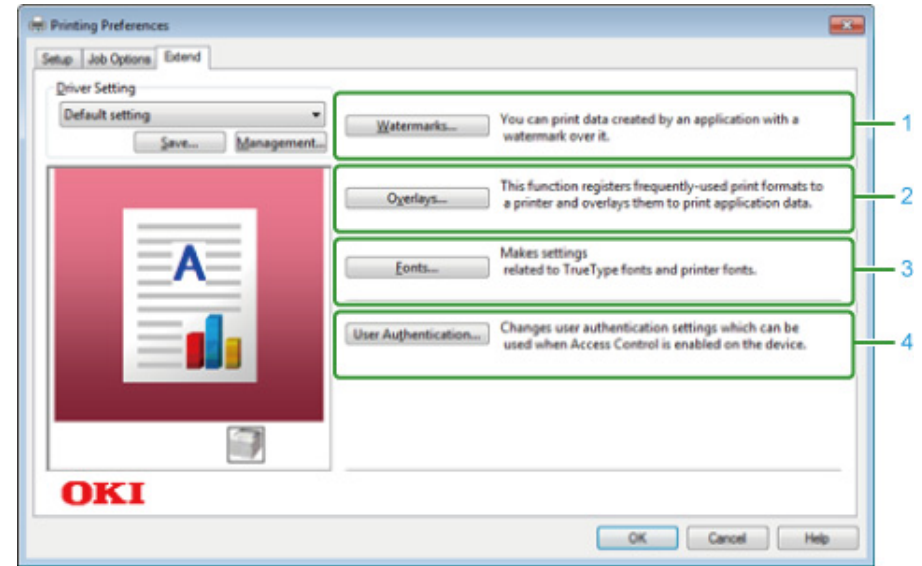 Printing Preferences
Setup Job Options Extend
Driver Setting
Default setting
Save... Management...
Watermarks...
You can print data created by an application with a
watermark over it.
1
Overlays...
This function registers frequently-used print formats to
a printer and overlays them to print application data.
2
Fonts...
Makes settings
related to TrueType fonts and printer fonts.
3
User Authentication...
Changes user authentication settings which can be
used when Access Control is enabled on the device.
4
A
OKI
OK Cancel Help